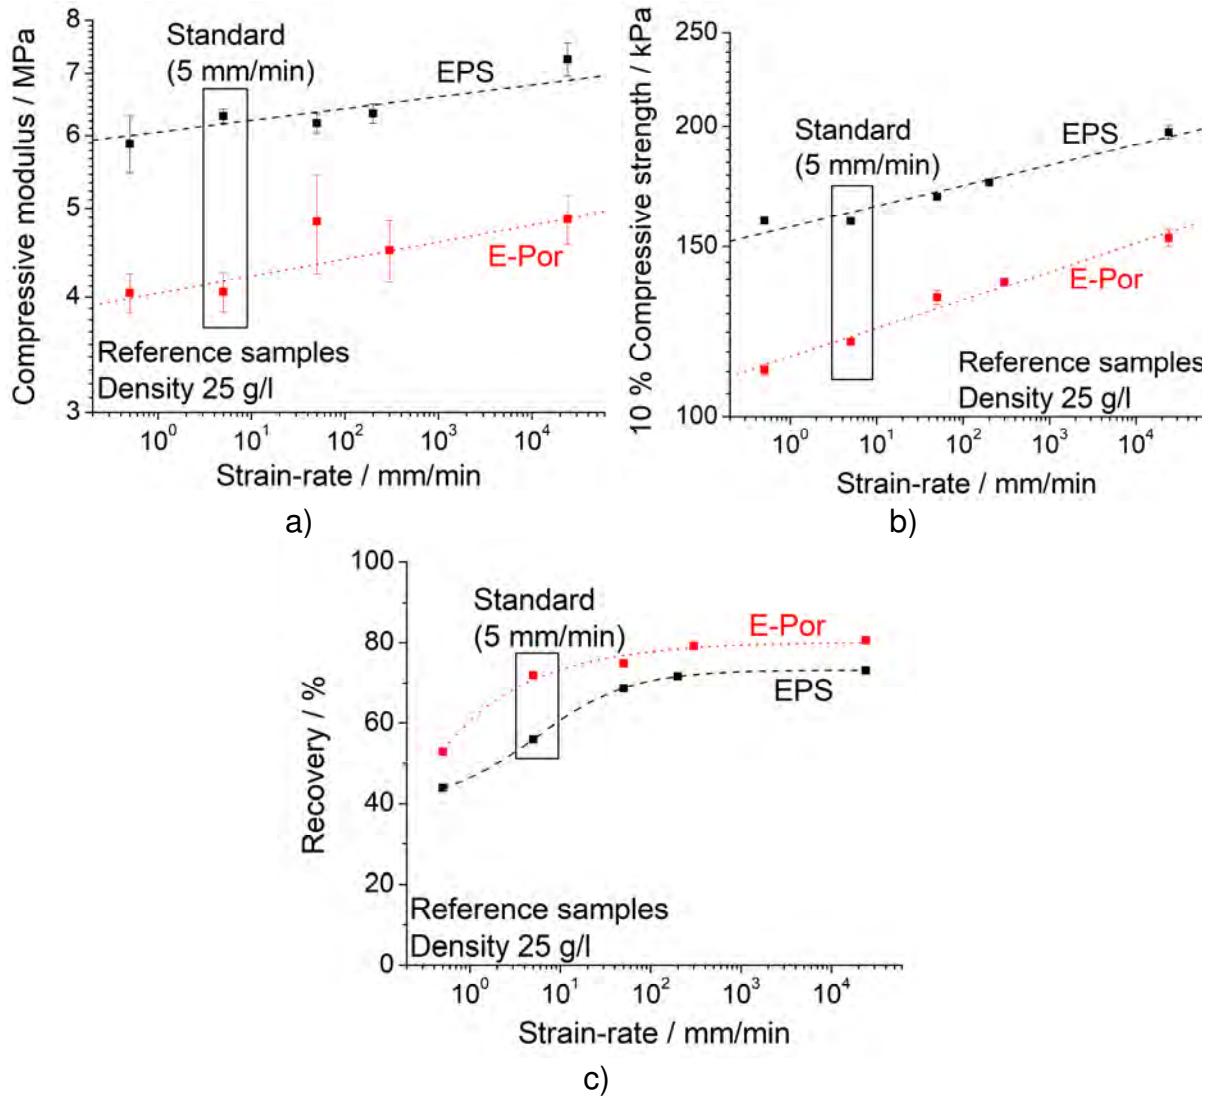 8
7
6
5
4
3
Compressive modulus / MPa
Standard
(5 mm/min)
EPS
E-Por
Reference samples
Density 25 g/l
10^0
10^1
10^2
10^3
10^4
Strain-rate / mm/min
a)
250
200
150
100
10 % Compressive strength / kPa
Standard
(5 mm/min)
EPS
E-Por
Reference samples
Density 25 g/l
10^0
10^1
10^2
10^3
10^4
Strain-rate / mm/min
b)
100
80
60
40
20
0
Recovery / %
Standard
(5 mm/min)
E-Por
EPS
Reference samples
Density 25 g/l
10^0
10^1
10^2
10^3
10^4
Strain-rate / mm/min
c)